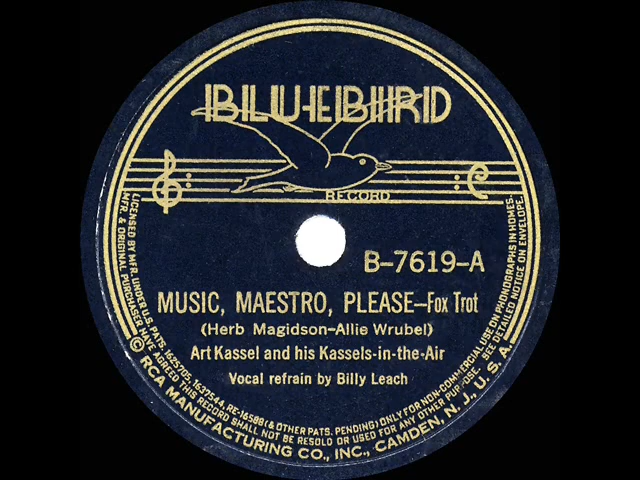 BLUEBIRD
RECORD
B-7619-A
MUSIC, MAESTRO, PLEASE—Fox Trot
(Herb Magidson-Allie Wrubel)
Art Kassel and his Kassels-in-the-Air
Vocal refrain by Billy Leach
LICENSED BY MFR. UNDER U.S. PATS. 1625705, 1637544, RE-16588 (& OTHER PATS. PENDING) ONLY FOR NON-COMMERCIAL USE ON PHONOGRAPHS IN HOMES.
MFR. & ORIGINAL PURCHASER HAVE AGREED THIS RECORD SHALL NOT BE RESOLD OR USED FOR ANY OTHER PURPOSE. SEE DETAILED NOTICE ON ENVELOPE.
© RCA MANUFACTURING CO., INC., CAMDEN, N. J., U. S. A.